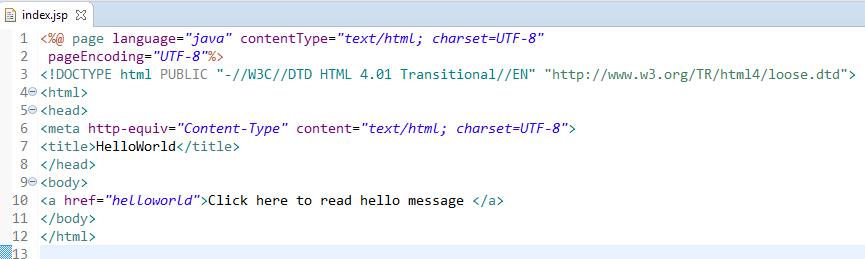 index.jsp
1 <%@ page language="java" contentType="text/html; charset=UTF-8"
2 pageEncoding="UTF-8"%>
3 <!DOCTYPE html PUBLIC "-//W3C//DTD HTML 4.01 Transitional//EN" "http://www.w3.org/TR/html4/loose.dtd">
4 <html>
5 <head>
6 <meta http-equiv="Content-Type" content="text/html; charset=UTF-8">
7 <title>HelloWorld</title>
8 </head>
9 <body>
10 <a href="helloworld">Click here to read hello message </a>
11 </body>
12 </html>
13